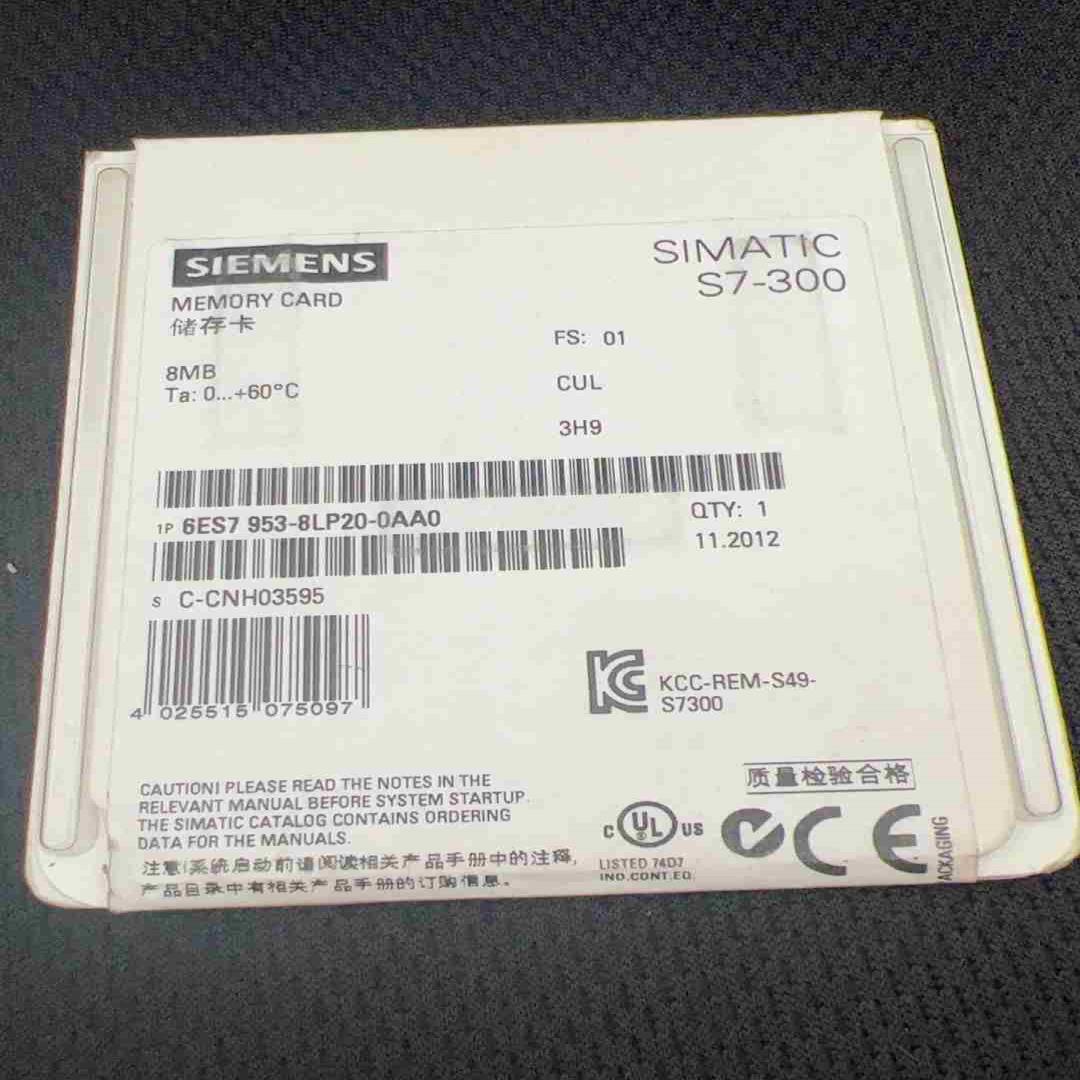 SIEMENS
SIMATIC
S7-300
MEMORY CARD
储存卡
FS: 01
8MB
Ta: 0...+60°C
CUL
3H9
1P 6ES7 953-8LP20-0AA0
QTY: 1
11.2012
S C-CNH03595
4 025515 075097
KCC-REM-S49-
S7300
CAUTION! PLEASE READ THE NOTES IN THE
RELEVANT MANUAL BEFORE SYSTEM STARTUP.
THE SIMATIC CATALOG CONTAINS ORDERING
DATA FOR THE MANUALS.
注意!系统启动前请阅读相关产品手册中的注释,
产品目录中有相关产品手册的订购信息。
质量检验合格
C UL US
LISTED 74D7
IND.CONT.EQ.
CE
ACKAGING